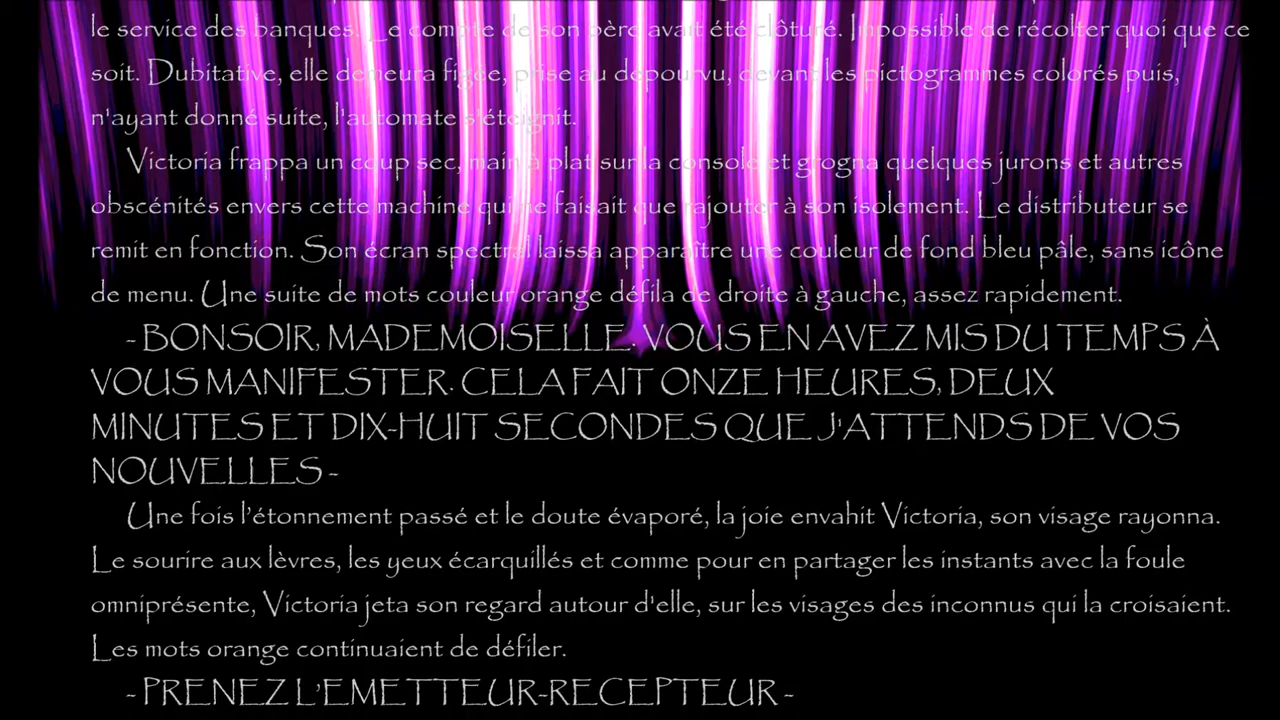 le service des banques. Le compte de son père avait été clôturé. Impossible de récolter quoi que ce
soit. Dubitative, elle demeura figée, prise au dépourvu, devant les pictogrammes colorés puis,
n'ayant donné suite, l'automate s'éteignit.
Victoria frappa un coup sec, main à plat sur la console et grogna quelques jurons et autres
obscénités envers cette machine qui ne faisait que rajouter à son isolement. Le distributeur se
remit en fonction. Son écran spectral laissa apparaître une couleur de fond bleu pâle, sans icône
de menu. Une suite de mots couleur orange défila de droite à gauche, assez rapidement.
- BONSOIR, MADEMOISELLE. VOUS EN AVEZ MIS DU TEMPS À
VOUS MANIFESTER. CELA FAIT ONZE HEURES, DEUX
MINUTES ET DIX-HUIT SECONDES QUE J'ATTENDS DE VOS
NOUVELLES -
Une fois l'étonnement passé et le doute évaporé, la joie envahit Victoria, son visage rayonna.
Le sourire aux lèvres, les yeux écarquillés et comme pour en partager les instants avec la foule
omniprésente, Victoria jeta son regard autour d'elle, sur les visages des inconnus qui la croisaient.
Les mots orange continuaient de défiler.
- PRENEZ L'EMETTEUR-RECEPTEUR -